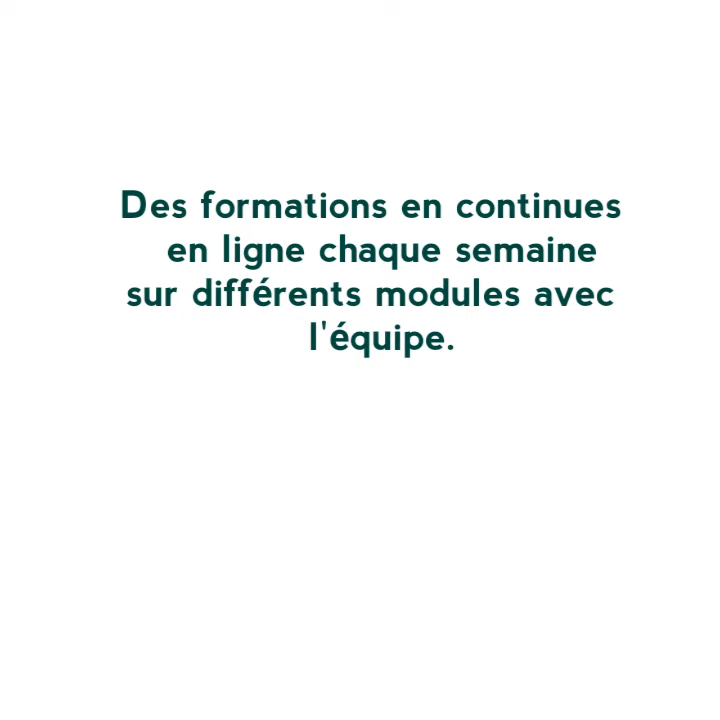 Des formations en continues
en ligne chaque semaine
sur différents modules avec
l'équipe.